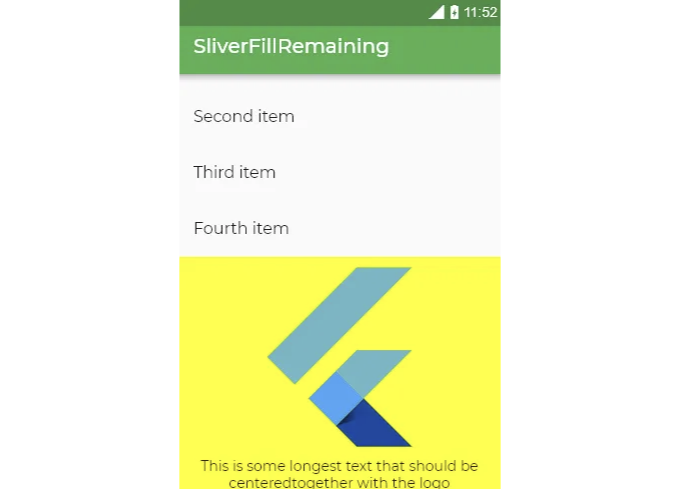 11:52
SliverFillRemaining
Second item
Third item
Fourth item
This is some longest text that should be
centeredtogether with the logo